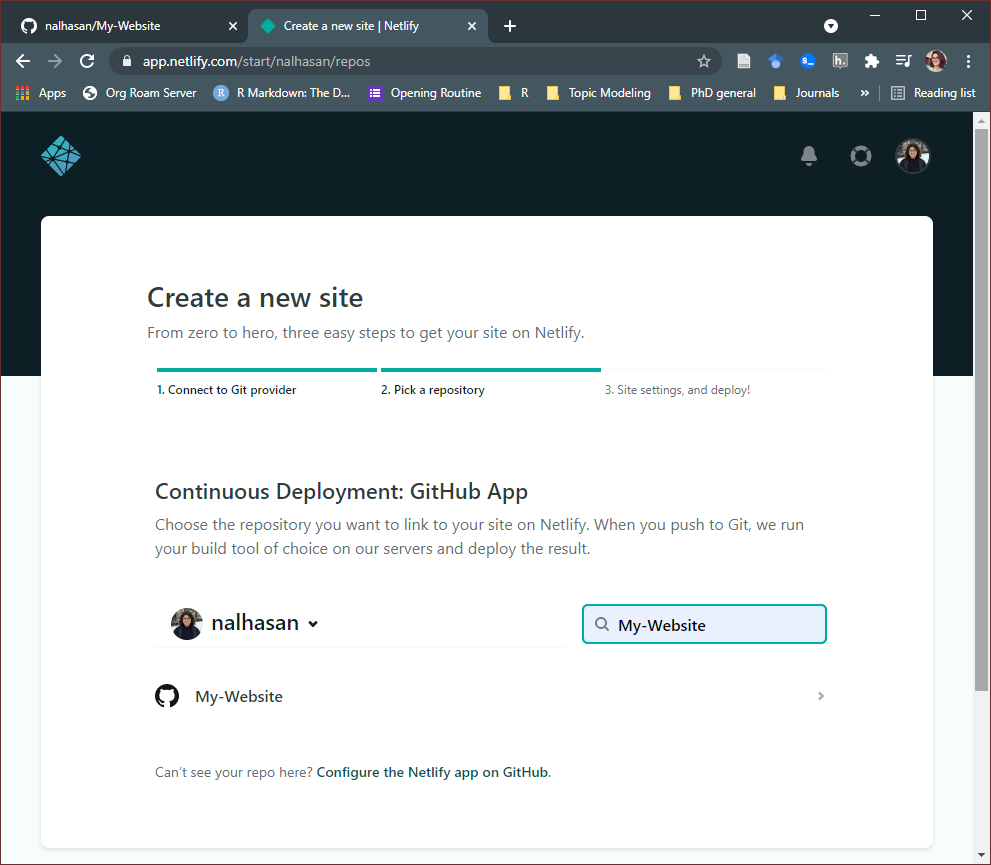 nalhasan/My-Website
Create a new site | Netlify
app.netlify.com/start/nalhasan/repos
Apps
Org Roam Server
R Markdown: The D...
Opening Routine
R
Topic Modeling
PhD general
Journals
»
Reading list
Create a new site
From zero to hero, three easy steps to get your site on Netlify.
1. Connect to Git provider
2. Pick a repository
3. Site settings, and deploy!
Continuous Deployment: GitHub App
Choose the repository you want to link to your site on Netlify. When you push to Git, we run
your build tool of choice on our servers and deploy the result.
nalhasan
My-Website
My-Website
Can’t see your repo here? Configure the Netlify app on GitHub.